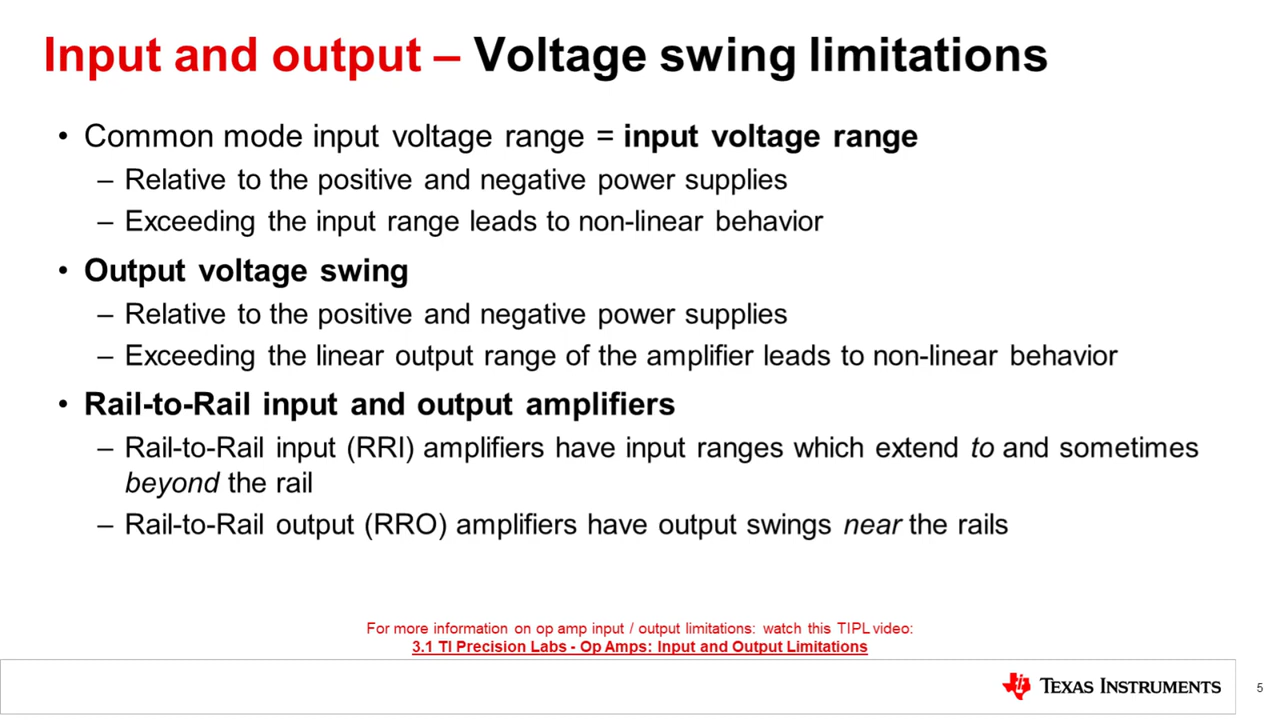 Input and output – Voltage swing limitations
• Common mode input voltage range = input voltage range
– Relative to the positive and negative power supplies
– Exceeding the input range leads to non-linear behavior
• Output voltage swing
– Relative to the positive and negative power supplies
– Exceeding the linear output range of the amplifier leads to non-linear behavior
• Rail-to-Rail input and output amplifiers
– Rail-to-Rail input (RRI) amplifiers have input ranges which extend to and sometimes
beyond the rail
– Rail-to-Rail output (RRO) amplifiers have output swings near the rails
For more information on op amp input / output limitations: watch this TIPL video:
3.1 TI Precision Labs - Op Amps: Input and Output Limitations
TEXAS INSTRUMENTS
5